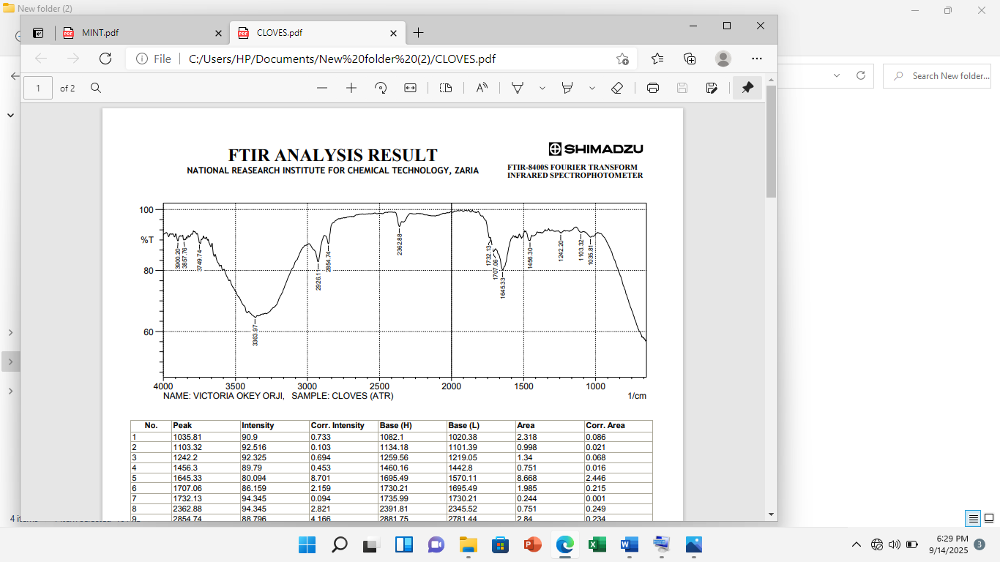 New folder (2)
MINT.pdf
CLOVES.pdf
File
C:/Users/HP/Documents/New%20folder%20(2)/CLOVES.pdf
Search New folder...
1
of 2
FTIR ANALYSIS RESULT
NATIONAL REASEARCH INSTITUTE FOR CHEMICAL TECHNOLOGY, ZARIA
SHIMADZU
FTIR-8400S FOURIER TRANSFORM
INFRARED SPECTROPHOTOMETER
100
%T
80
60
3900.20
3857.76
3749.74
3363.97
2926.11
2854.74
2362.88
1732.13
1707.06
1645.33
1456.30
1242.20
1103.32
1035.81
4000 3500 3000 2500 2000 1500 1000
NAME: VICTORIA OKEY ORJI, SAMPLE: CLOVES (ATR)
1/cm
No. Peak Intensity Corr. Intensity Base (H) Base (L) Area Corr. Area
1 1035.81 90.9 0.733 1082.1 1020.38 2.318 0.086
2 1103.32 92.516 0.103 1134.18 1101.39 0.998 0.021
3 1242.2 92.325 0.694 1259.56 1219.05 1.34 0.068
4 1456.3 89.79 0.453 1460.16 1442.8 0.751 0.016
5 1645.33 80.094 8.701 1695.49 1570.11 8.668 2.446
6 1707.06 86.159 2.159 1730.21 1695.49 1.985 0.215
7 1732.13 94.345 0.094 1735.99 1730.21 0.244 0.001
8 2362.88 94.345 2.821 2391.81 2345.52 0.751 0.249
9 2854.74 88.796 4.166 2881.75 2781.44 2.84 0.234
6:29 PM
9/14/2025
3